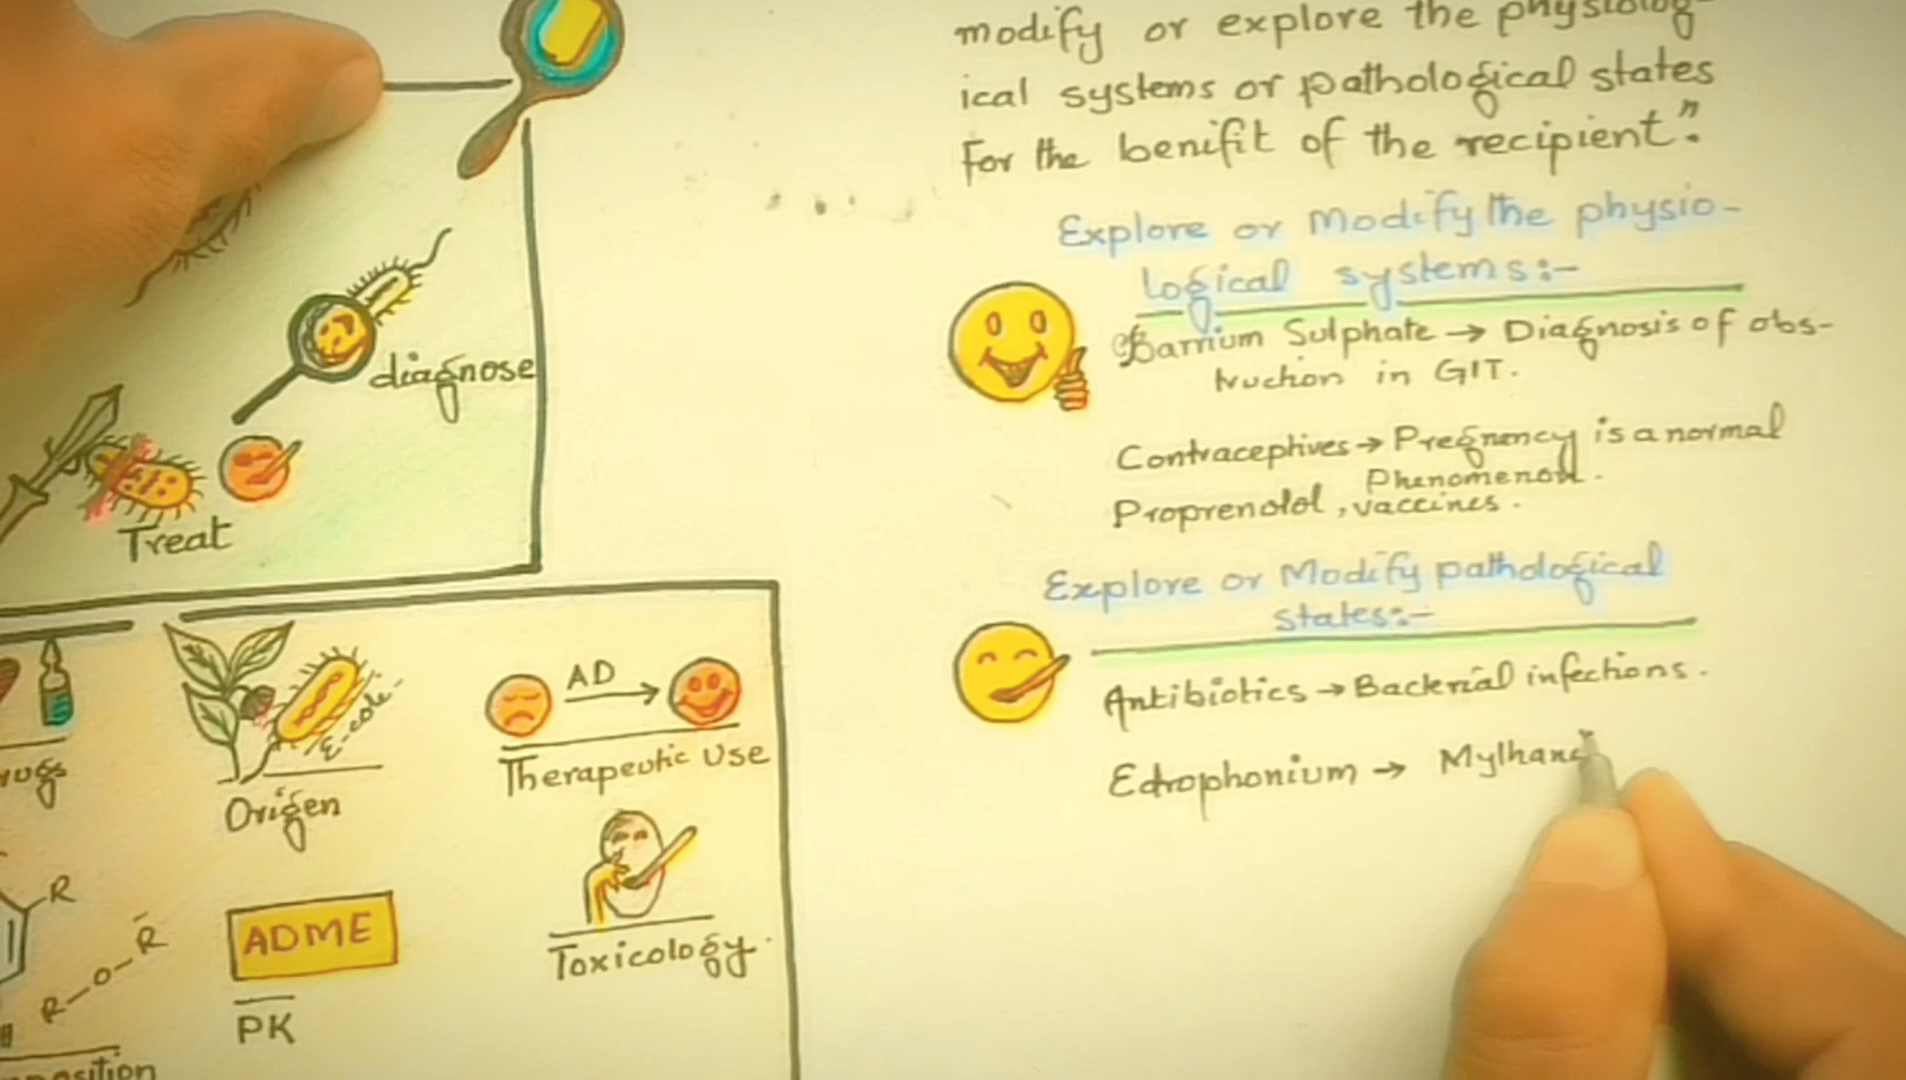 modify or explore the physiolog-
ical systems or pathological states
For the benifit of the recipient".
Explore or Modify the physio-
logical systems:-
Barrium Sulphate → Diagnosis of obs-
truction in GIT.
Contraceptives → Pregnency is a normal
Phenomenon.
Proprenolol, vaccines.
Explore or Modify pathological
states:-
Antibiotics → Backrial infections.
Edrophonium →
diagnose
Treat
E-coli
Origen
AD
Therapeutic Use
R
R-O-R
ADME
PK
Toxicology.